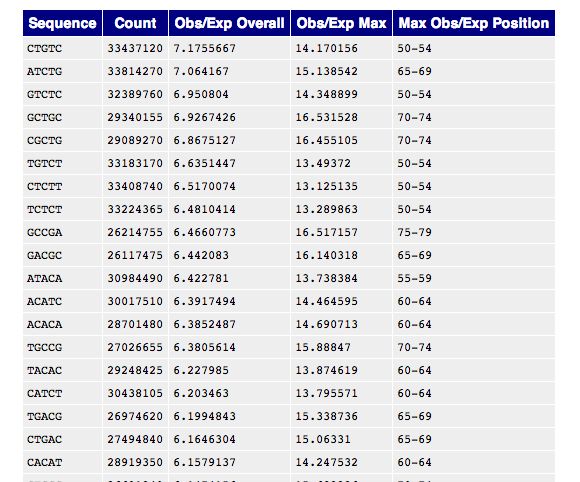 Sequence Count Obs/Exp Overall Obs/Exp Max Max Obs/Exp Position
CTGTC 33437120 7.1755667 14.170156 50-54
ATCTG 33814270 7.064167 15.138542 65-69
GTCTC 32389760 6.950804 14.348899 50-54
GCTGC 29340155 6.9267426 16.531528 70-74
CGCTG 29089270 6.8675127 16.455105 70-74
TGTCT 33183170 6.6351447 13.49372 50-54
CTCTT 33408740 6.5170074 13.125135 50-54
TCTCT 33224365 6.4810414 13.289863 50-54
GCCGA 26214755 6.4660773 16.517157 75-79
GACGC 26117475 6.442083 16.140318 65-69
ATACA 30984490 6.422781 13.738384 55-59
ACATC 30017510 6.3917494 14.464595 60-64
ACACA 28701480 6.3852487 14.690713 60-64
TGCCG 27026655 6.3805614 15.88847 70-74
TACAC 29248425 6.227985 13.874619 60-64
CATCT 30438105 6.203463 13.795571 60-64
TGACG 26974620 6.1994843 15.338736 65-69
CTGAC 27494840 6.1646304 15.06331 65-69
CACAT 28919350 6.1579137 14.247532 60-64